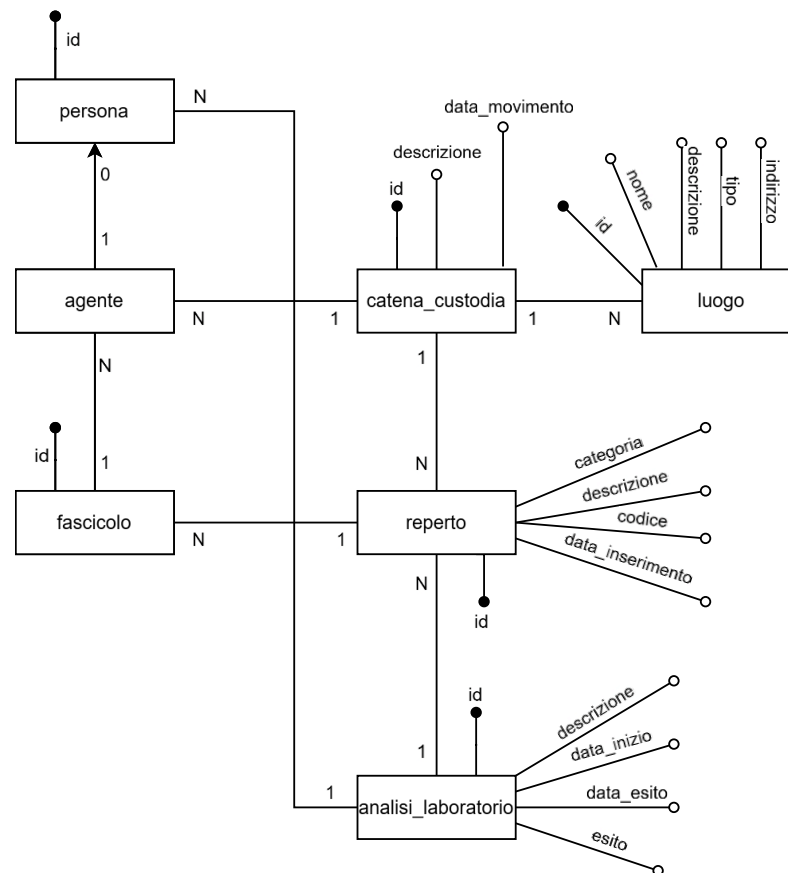 id
persona
N
0
1
agente
N
N
1
id
fascicolo
N
data_movimento
descrizione
id
catena_custodia
1
1
1
N
nome
id
descrizione
tipo
indirizzo
luogo
N
reperto
1
N
categoria
descrizione
codice
data_inserimento
id
id
1
1
analisi_laboratorio
descrizione
data_inizio
data_esito
esito